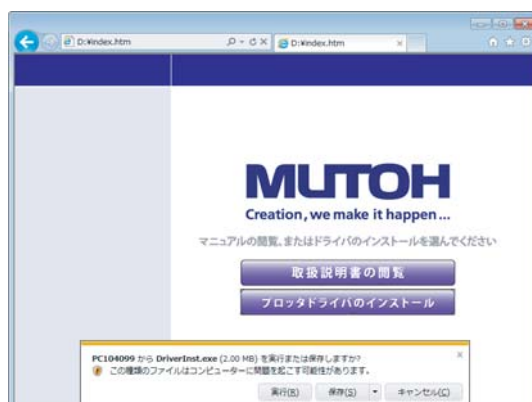 D:¥index.htm
D:¥index.htm
MUTOH
Creation, we make it happen...
マニュアルの閲覧、またはドライバのインストールを選んでください
取扱説明書の閲覧
プロッタドライバのインストール
PC104099 から DriverInst.exe (2.00 MB) を実行または保存しますか?
この種類のファイルはコンピューターに問題を起こす可能性があります。
実行(R) 保存(S) キャンセル(C)